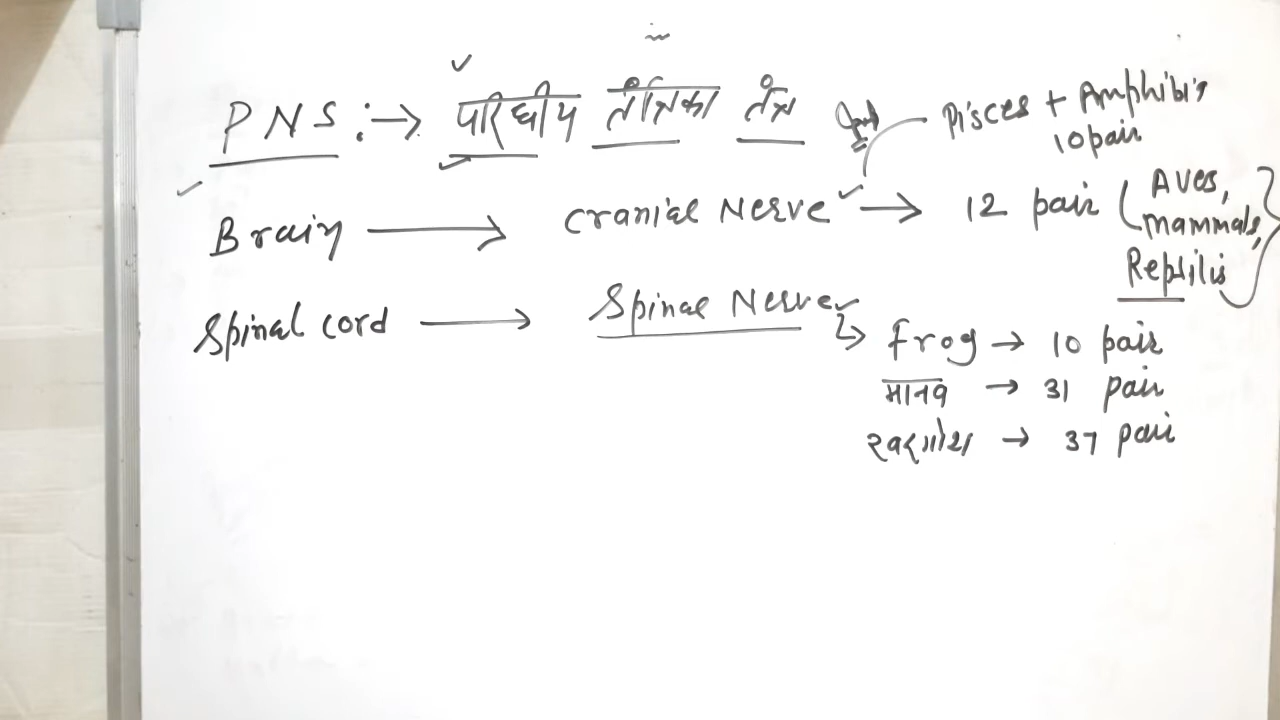 PNS :→ परिधीय तंत्रिका तंत्र
Pisces + Amphibia
10 pair
Brain → Cranial Nerve → 12 pair (Aves,
mammals,
Reptilis
Spinal cord → Spinal Nerve
Frog → 10 pair
मानव → 31 pair
खरगोश → 37 pair